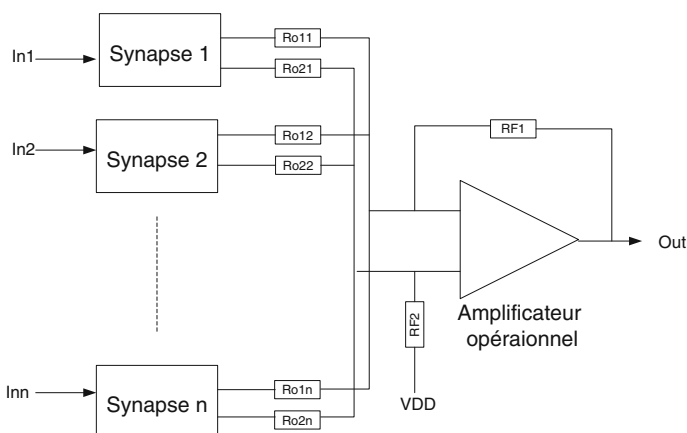 Synapse 1
Ro11
In1
Ro21
RF1
In2
Synapse 2
Ro12
Ro22
Out
RF2
Amplificateur
opéraionnel
Inn
Synapse n
Ro1n
Ro2n
VDD